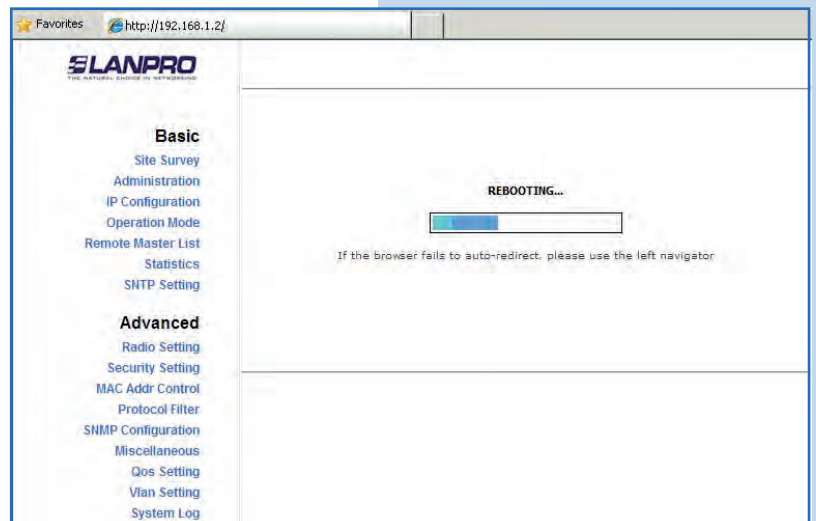 Favorites
http://192.168.1.2/
LANPRO
THE NATURAL CHOICE IN NETWORKING
Basic
Site Survey
Administration
IP Configuration
Operation Mode
Remote Master List
Statistics
SNTP Setting
Advanced
Radio Setting
Security Setting
MAC Addr Control
Protocol Filter
SNMP Configuration
Miscellaneous
Qos Setting
Vlan Setting
System Log
REBOOTING...
If the browser fails to auto-redirect, please use the left navigator